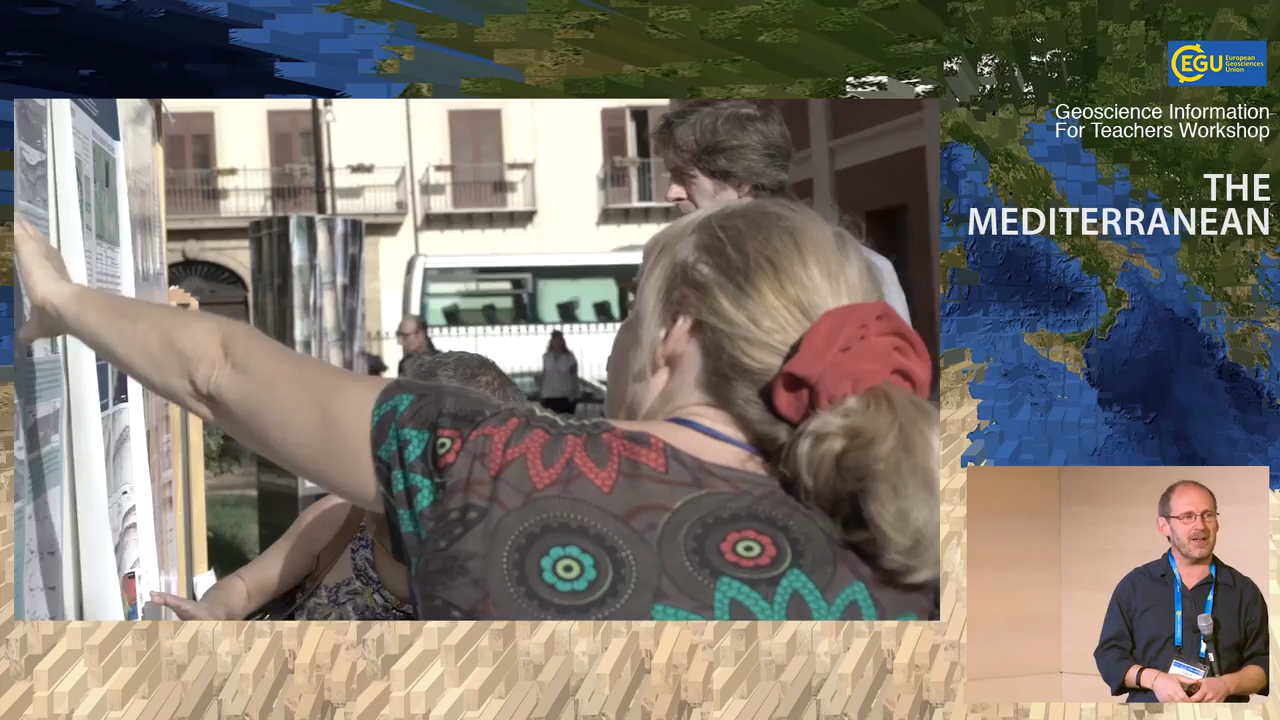 EGU
European
Geosciences
Union
Geoscience Information
For Teachers Workshop
THE
MEDITERRANEAN